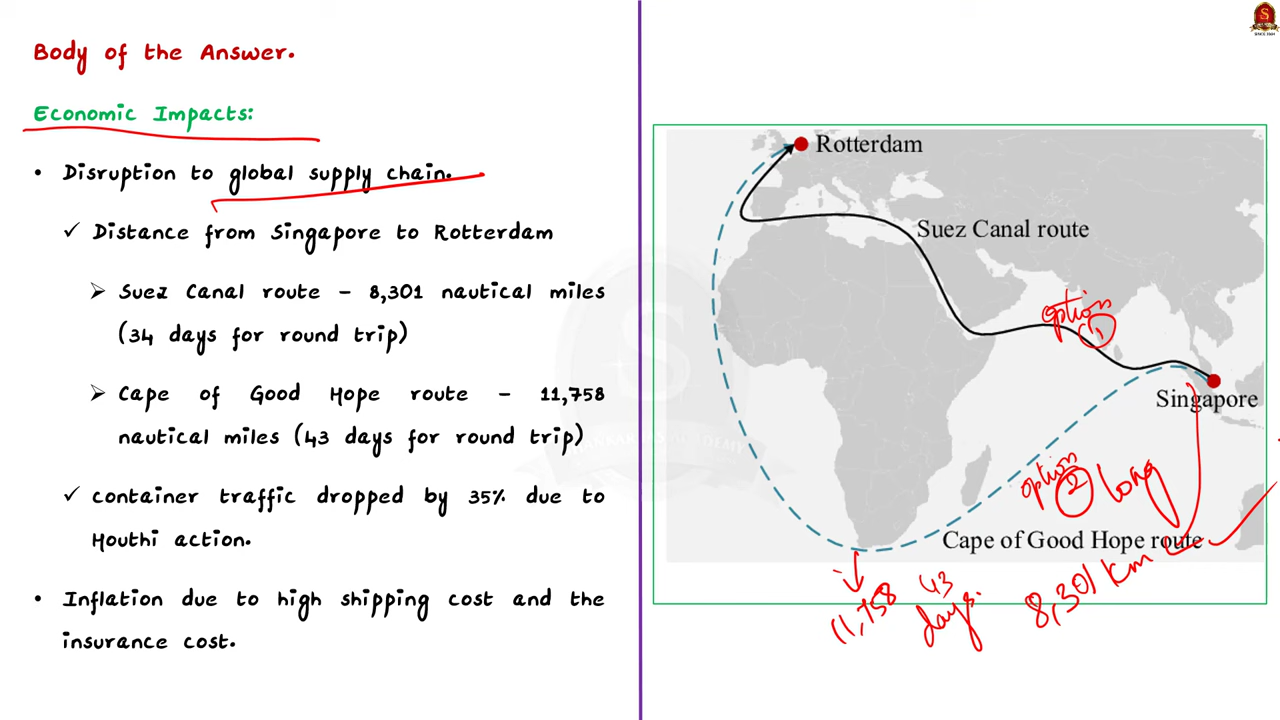 Body of the Answer.
Economic Impacts:
• Disruption to global supply chain.
✓ Distance from Singapore to Rotterdam
➢ Suez Canal route – 8,301 nautical miles
(34 days for round trip)
➢ Cape of Good Hope route – 11,758
nautical miles (43 days for round trip)
✓ Container traffic dropped by 35% due to
Houthi action.
• Inflation due to high shipping cost and the
insurance cost.
Rotterdam
Suez Canal route
option
1
Singapore
option
2 long
Cape of Good Hope route
11,758
43
days.
8,301 km